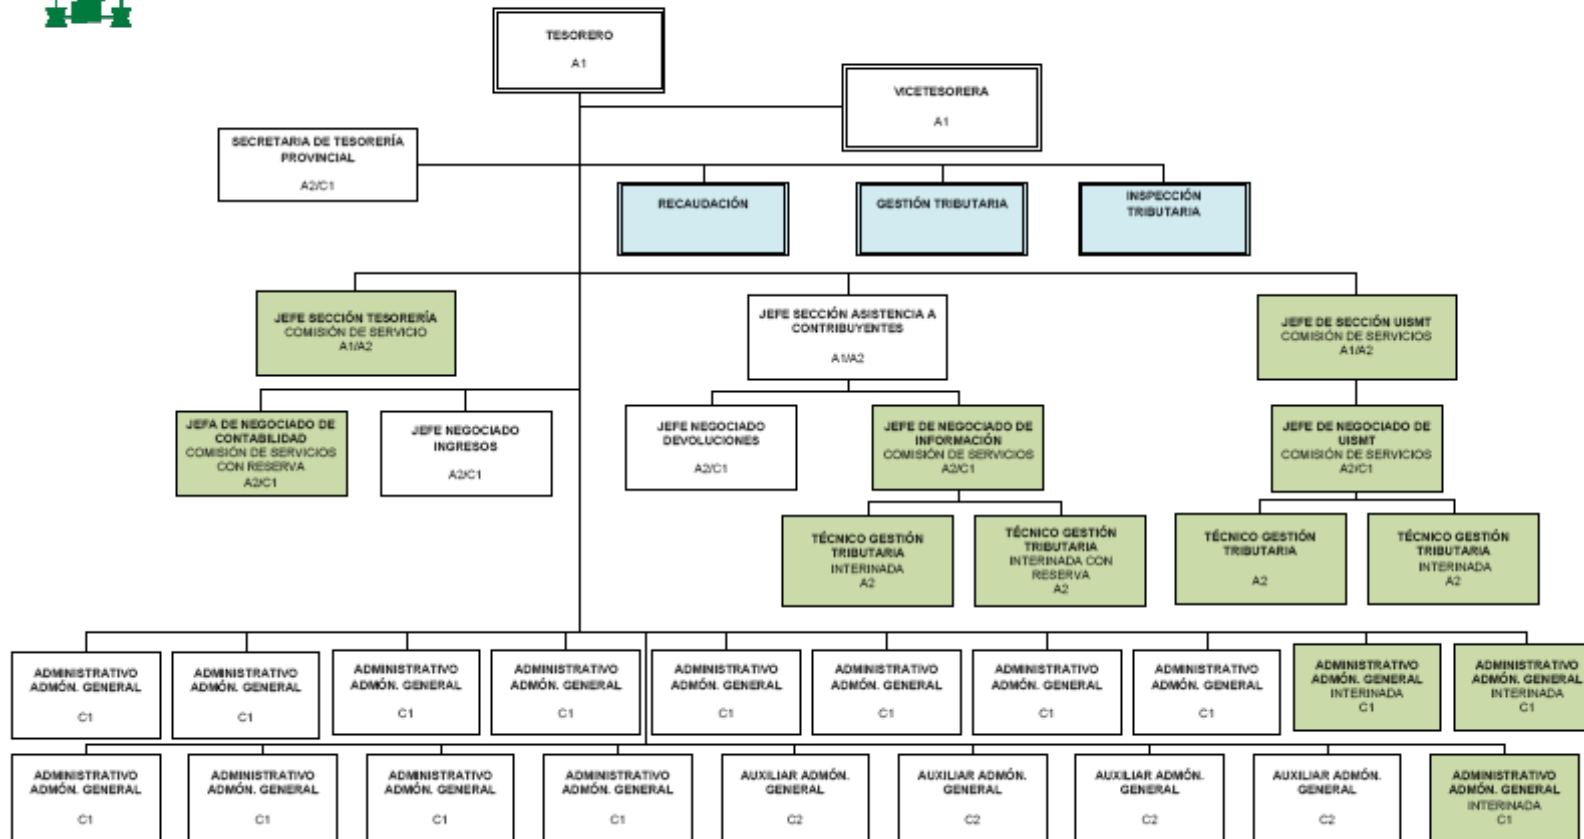 TESORERO
A1
VICETESORERA
A1
SECRETARIA DE TESORERÍA
PROVINCIAL
A2/C1
RECAUDACIÓN
GESTIÓN TRIBUTARIA
INSPECCIÓN
TRIBUTARIA
JEFE SECCIÓN TESORERÍA
COMISIÓN DE SERVICIO
A1/A2
JEFE SECCIÓN ASISTENCIA A
CONTRIBUYENTES
A1/A2
JEFE DE SECCIÓN UISMT
COMISIÓN DE SERVICIOS
A1/A2
JEFA DE NEGOCIADO DE
CONTABILIDAD
COMISIÓN DE SERVICIOS
CON RESERVA
A2/C1
JEFE NEGOCIADO
INGRESOS
A2/C1
JEFE NEGOCIADO
DEVOLUCIONES
A2/C1
JEFE DE NEGOCIADO DE
INFORMACIÓN
COMISIÓN DE SERVICIOS
A2/C1
JEFE DE NEGOCIADO DE
UISMT
COMISIÓN DE SERVICIOS
A2/C1
TÉCNICO GESTIÓN
TRIBUTARIA
INTERINADA
A2
TÉCNICO GESTIÓN
TRIBUTARIA
INTERINADA CON
RESERVA
A2
TÉCNICO GESTIÓN
TRIBUTARIA
A2
TÉCNICO GESTIÓN
TRIBUTARIA
INTERINADA
A2
ADMINISTRATIVO
ADMÓN. GENERAL
C1
ADMINISTRATIVO
ADMÓN. GENERAL
C1
ADMINISTRATIVO
ADMÓN. GENERAL
C1
ADMINISTRATIVO
ADMÓN. GENERAL
C1
ADMINISTRATIVO
ADMÓN. GENERAL
C1
ADMINISTRATIVO
ADMÓN. GENERAL
C1
ADMINISTRATIVO
ADMÓN. GENERAL
C1
ADMINISTRATIVO
ADMÓN. GENERAL
C1
ADMINISTRATIVO
ADMÓN. GENERAL
INTERINADA
C1
ADMINISTRATIVO
ADMÓN. GENERAL
INTERINADA
C1
ADMINISTRATIVO
ADMÓN. GENERAL
C1
ADMINISTRATIVO
ADMÓN. GENERAL
C1
ADMINISTRATIVO
ADMÓN. GENERAL
C1
ADMINISTRATIVO
ADMÓN. GENERAL
C1
AUXILIAR ADMÓN.
GENERAL
C2
AUXILIAR ADMÓN.
GENERAL
C2
AUXILIAR ADMÓN.
GENERAL
C2
AUXILIAR ADMÓN.
GENERAL
C2
ADMINISTRATIVO
ADMÓN. GENERAL
INTERINADA
C1